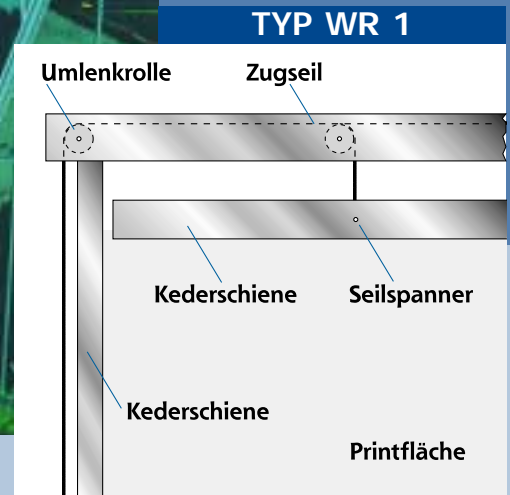 TYP WR 1
Umlenkrolle Zugseil
Kederschiene Seilspanner
Kederschiene
Printfläche